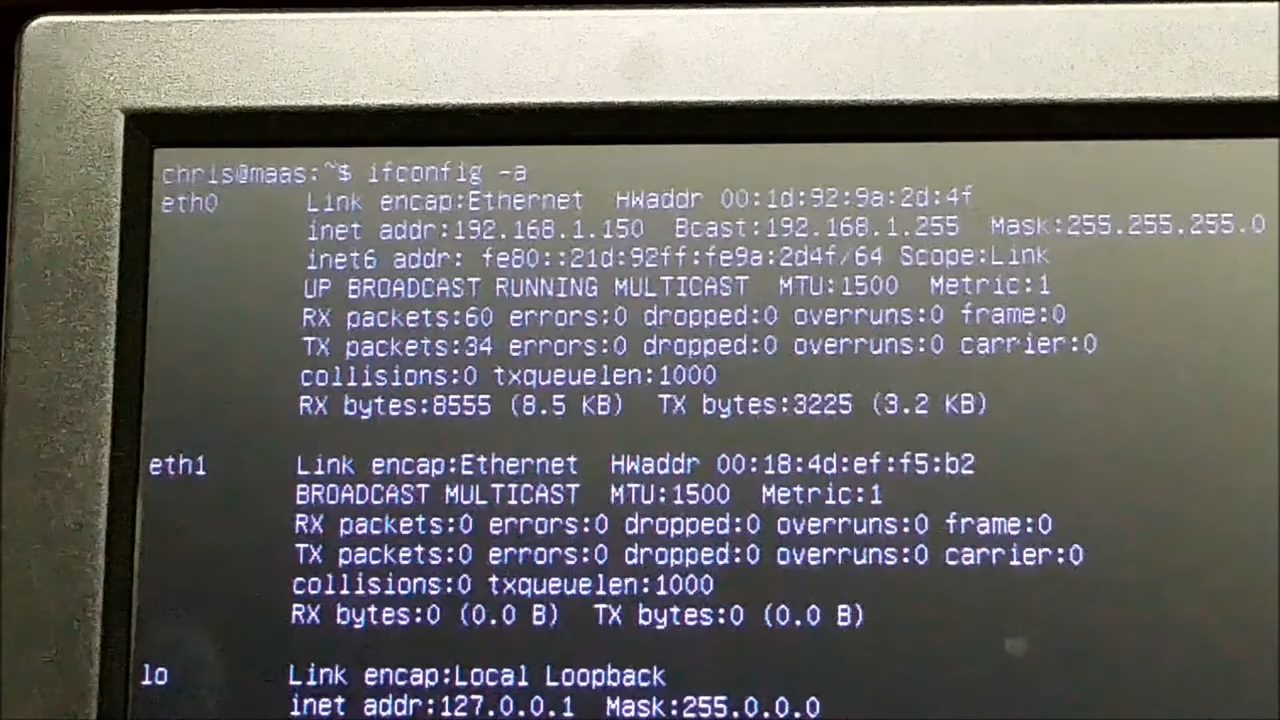 chris@maas:~$ ifconfig -a
eth0 Link encap:Ethernet HWaddr 00:1d:92:9a:2d:4f
inet addr:192.168.1.150 Bcast:192.168.1.255 Mask:255.255.255.0
inet6 addr: fe80::21d:92ff:fe9a:2d4f/64 Scope:Link
UP BROADCAST RUNNING MULTICAST MTU:1500 Metric:1
RX packets:60 errors:0 dropped:0 overruns:0 frame:0
TX packets:34 errors:0 dropped:0 overruns:0 carrier:0
collisions:0 txqueuelen:1000
RX bytes:8555 (8.5 KB) TX bytes:3225 (3.2 KB)
eth1 Link encap:Ethernet HWaddr 00:18:4d:ef:f5:b2
BROADCAST MULTICAST MTU:1500 Metric:1
RX packets:0 errors:0 dropped:0 overruns:0 frame:0
TX packets:0 errors:0 dropped:0 overruns:0 carrier:0
collisions:0 txqueuelen:1000
RX bytes:0 (0.0 B) TX bytes:0 (0.0 B)
lo Link encap:Local Loopback
inet addr:127.0.0.1 Mask:255.0.0.0